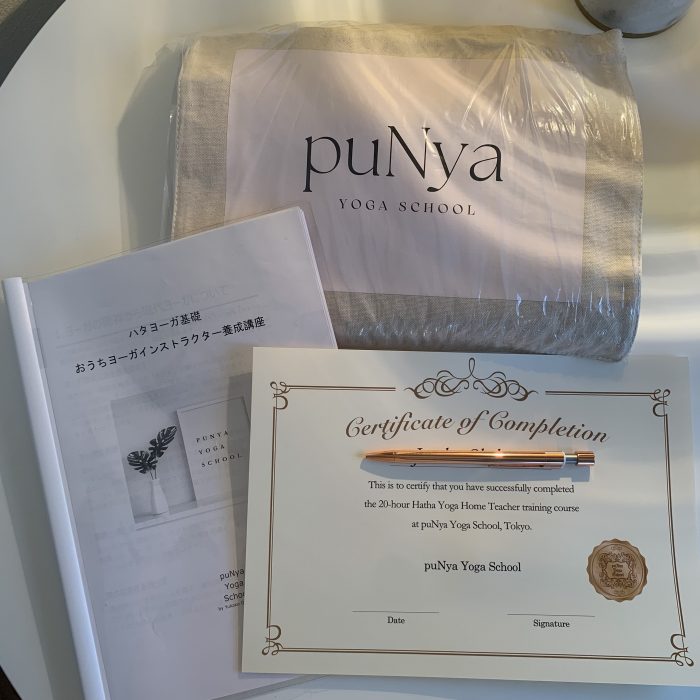 puNya
YOGA SCHOOL
ハタヨーガ基礎
おうちヨーガインストラクター養成講座
PUNYA
YOGA
SCHOOL
puNya
Yoga
School
Certificate of Completion
This is to certify that you have successfully completed
the 20-hour Hatha Yoga Home Teacher training course
at puNya Yoga School, Tokyo.
puNya Yoga School
puNya
Yoga
School
Date
Signature